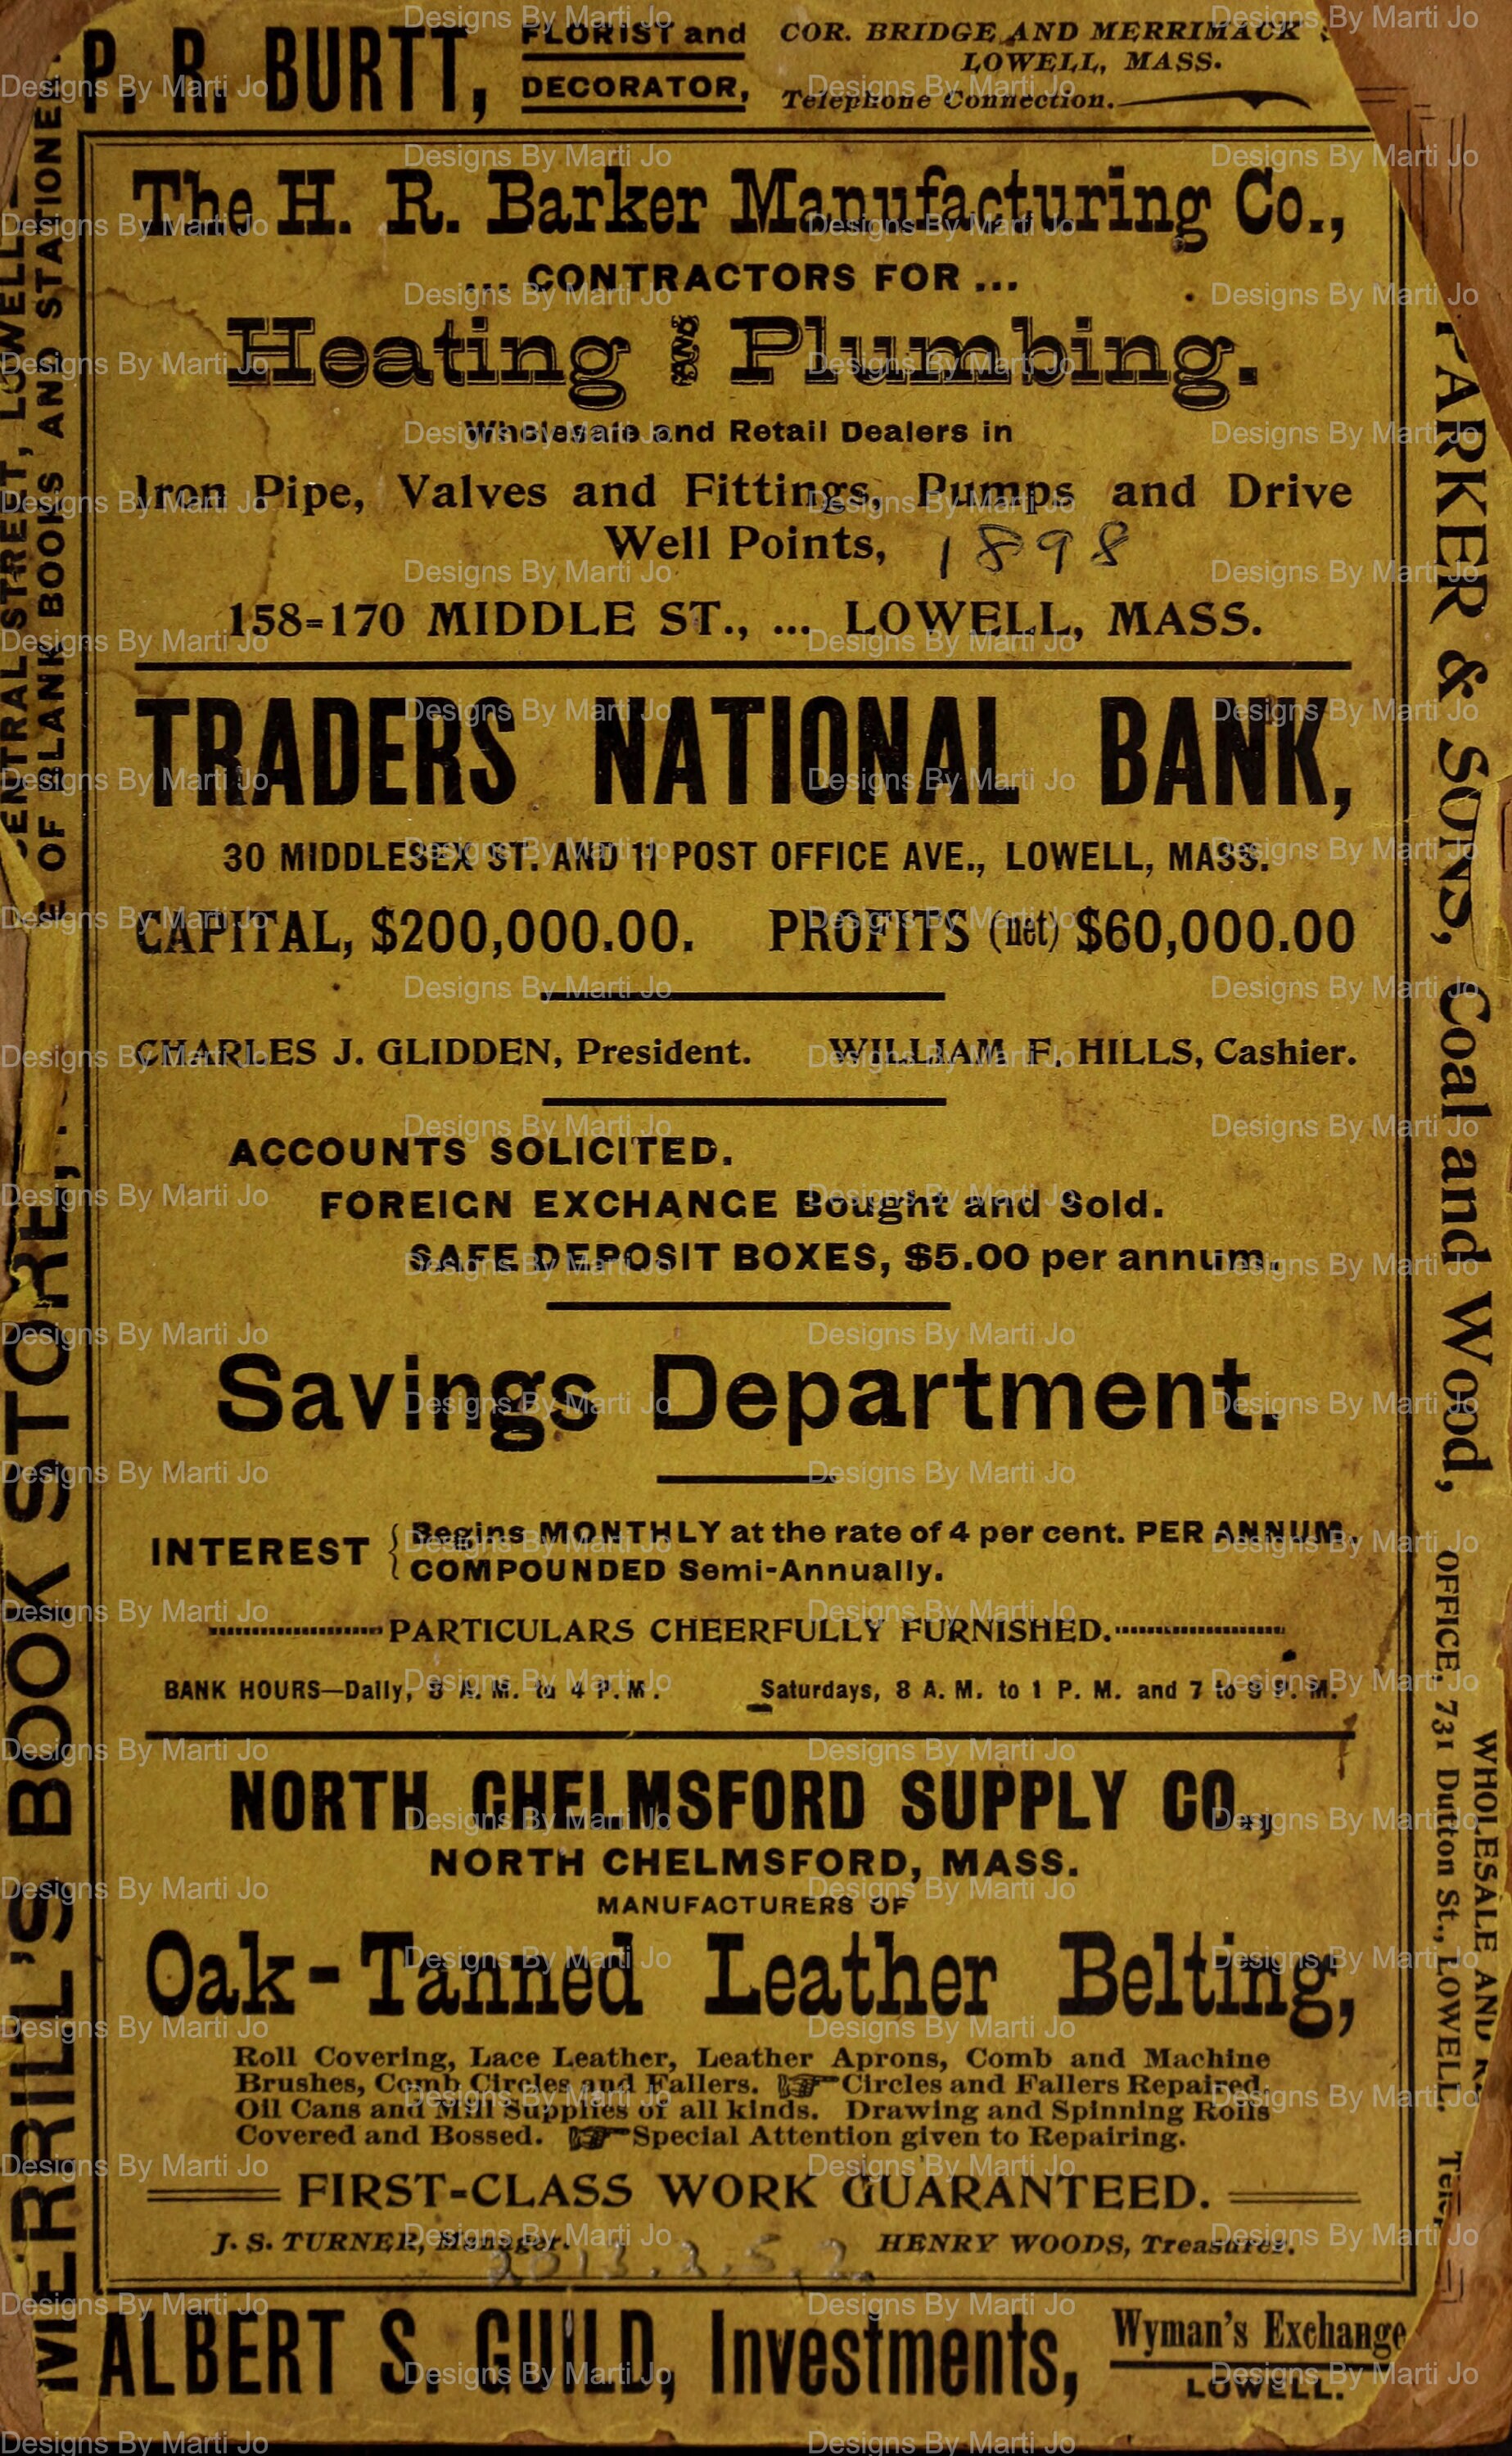 P. R. BURTT,
FLORIST and
DECORATOR,
COR. BRIDGE AND MERRIMACK
LOWELL, MASS.
Telephone Connection.
The H. R. Barker Manufacturing Co.,
... CONTRACTORS FOR ...
Heating AND Plumbing.
Wholesale and Retail Dealers in
Iron Pipe, Valves and Fittings, Pumps and Drive
Well Points,
1898
158=170 MIDDLE ST., ... LOWELL, MASS.
TRADERS NATIONAL BANK,
30 MIDDLESEX ST. AND 11 POST OFFICE AVE., LOWELL, MASS.
CAPITAL, $200,000.00. PROFITS (net) $60,000.00
CHARLES J. GLIDDEN, President. WILLIAM F. HILLS, Cashier.
ACCOUNTS SOLICITED.
FOREIGN EXCHANGE Bought and Sold.
SAFE DEPOSIT BOXES, $5.00 per annum.
Savings Department.
INTEREST { Begins MONTHLY at the rate of 4 per cent. PER ANNUM.
COMPOUNDED Semi-Annually.
PARTICULARS CHEERFULLY FURNISHED.
BANK HOURS—Daily, 8 A. M. to 4 P. M. Saturdays, 8 A. M. to 1 P. M. and 7 to 9 P. M.
NORTH CHELMSFORD SUPPLY CO.,
NORTH CHELMSFORD, MASS.
MANUFACTURERS OF
Oak-Tanned Leather Belting,
Roll Covering, Lace Leather, Leather Aprons, Comb and Machine
Brushes, Comb Circles and Fallers. ☞Circles and Fallers Repaired.
Oil Cans and Mill Supplies of all kinds. Drawing and Spinning Rolls
Covered and Bossed. ☞Special Attention given to Repairing.
FIRST-CLASS WORK GUARANTEED.
J. S. TURNER, Manager. HENRY WOODS, Treasurer.
ALBERT S. GUILD, Investments,
Wyman's Exchange
LOWELL.
MERRILL'S BOOK STORE,
CENTRAL STREET, LOWELL
OF BLANK BOOKS AND STATIONE
PARKER & SONS, Coal and Wood,
WHOLESALE AND
OFFICE, 731 Dutton St., LOWELL.
Designs By Marti Jo